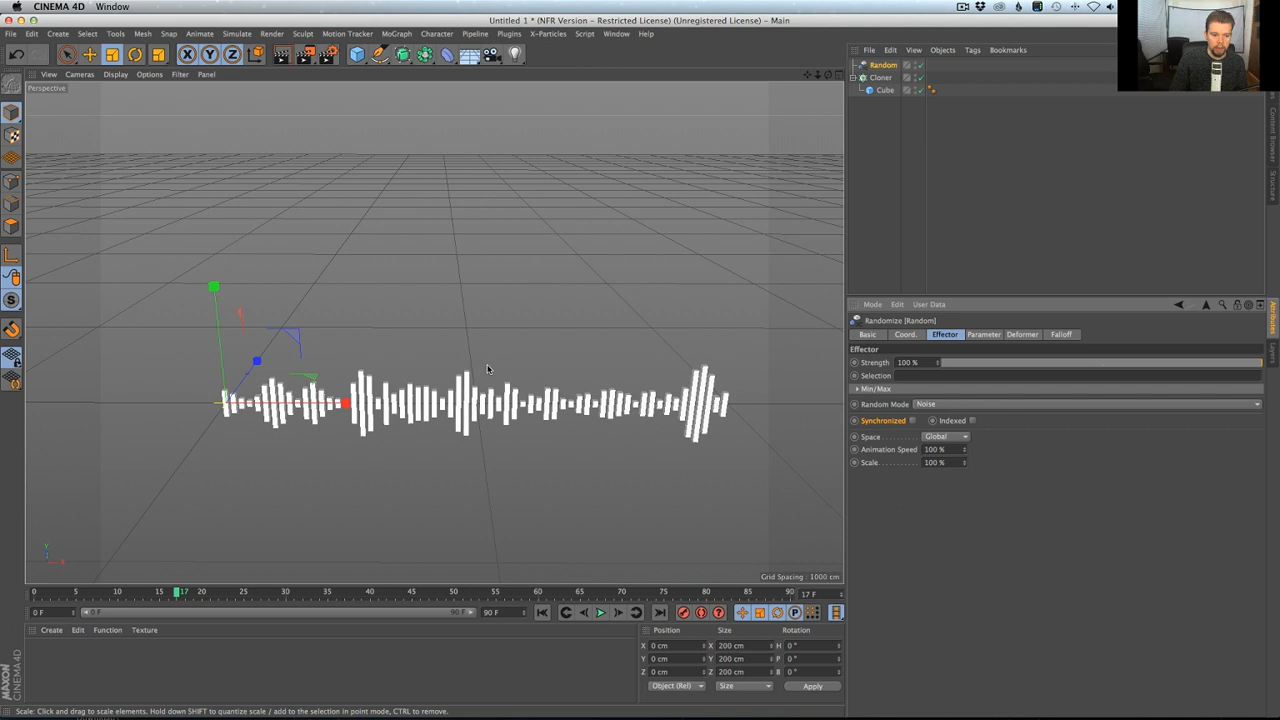 CINEMA 4D Window
Untitled 1 * (NFR Version - Restricted License) (Unregistered License) - Main
File Edit Create Select Tools Mesh Snap Animate Simulate Render Sculpt Motion Tracker MoGraph Character Pipeline Plugins X-Particles Script Window Help
File Edit View Objects Tags Bookmarks
X Y Z
Random
View Cameras Display Options Filter Panel
Cloner
Perspective
Cube
Content Browser
Structure
Mode Edit User Data
Randomize [Random]
Attributes
Layers
Basic Coord. Effector Parameter Deformer Falloff
Effector
Strength 100 %
Selection
Min/Max
Random Mode Noise
Synchronized Indexed
Space Global
Animation Speed 100 %
Scale 100 %
Y
X
Grid Spacing : 1000 cm
0 5 10 15 17 20 25 30 35 40 45 50 55 60 65 70 75 80 85 90 17 F
0 F 0 F 90 F 90 F
Create Edit Function Texture
Position Size Rotation
X 0 cm X 200 cm H 0 °
Y 0 cm Y 200 cm P 0 °
Z 0 cm Z 200 cm B 0 °
Object (Rel) Size Apply
MAXON
CINEMA 4D
Scale: Click and drag to scale elements. Hold down SHIFT to quantize scale / add to the selection in point mode, CTRL to remove.